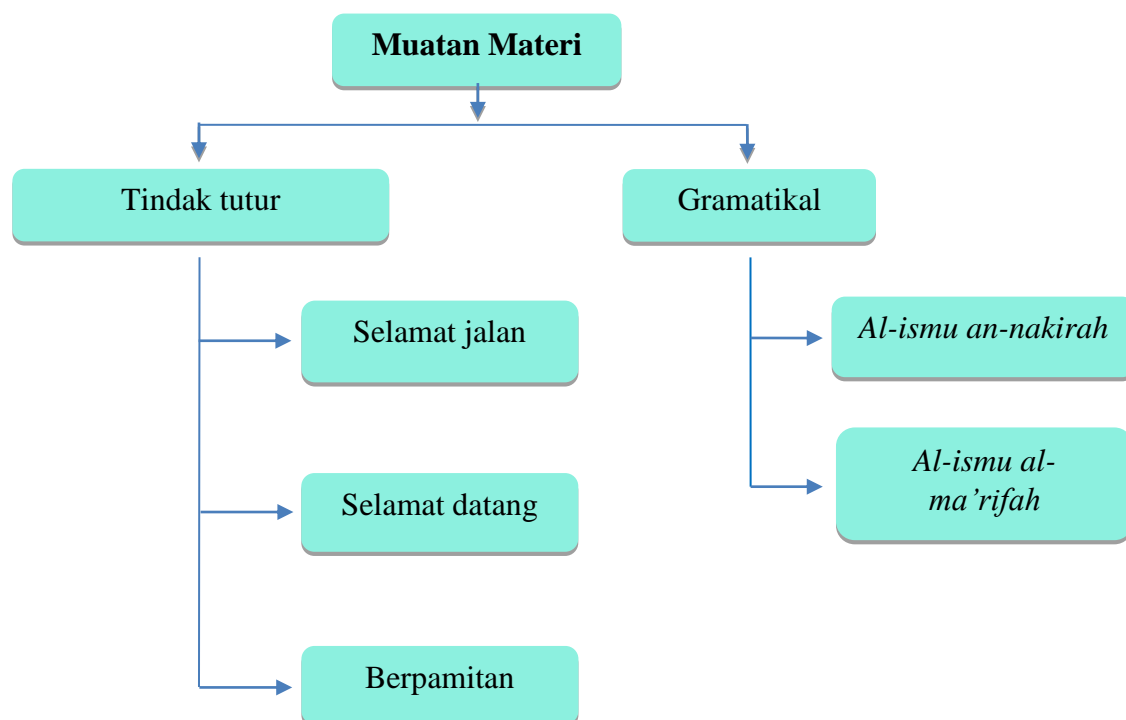 Muatan Materi
Tindak tutur
Gramatikal
Selamat jalan
Selamat datang
Berpamitan
Al-ismu an-nakirah
Al-ismu al-
ma’rifah